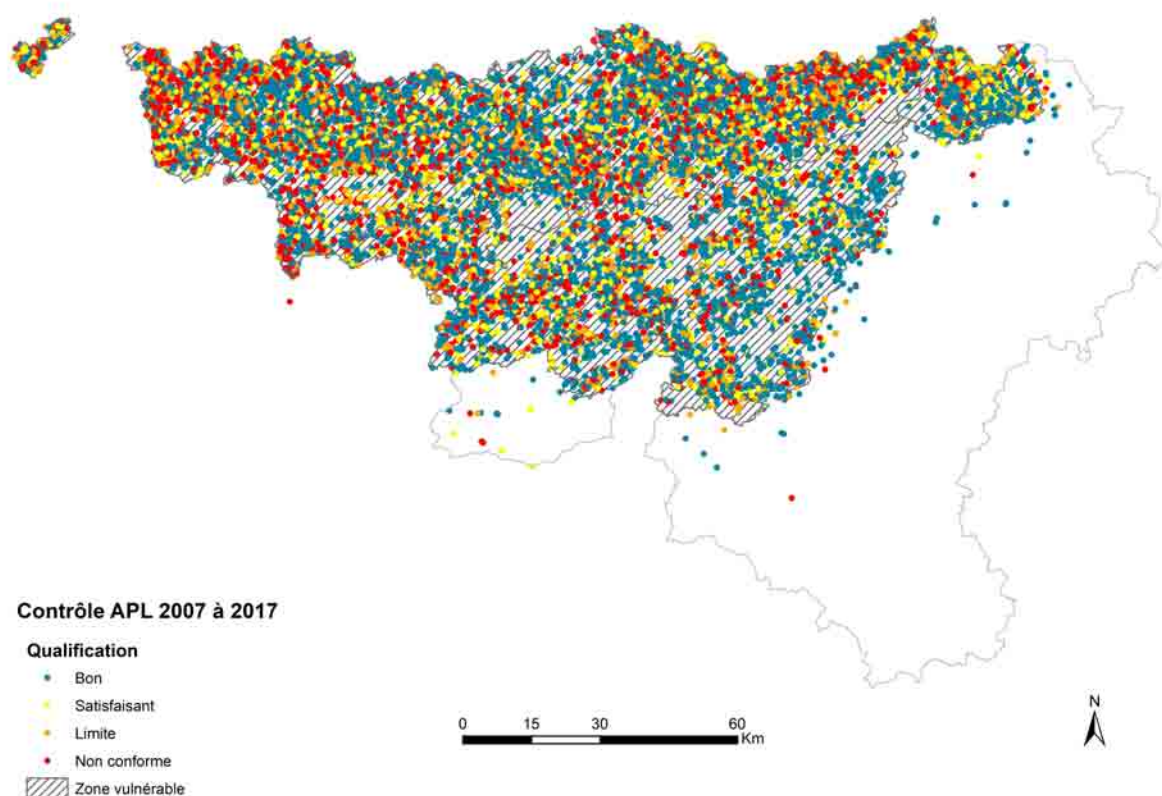 Contrôle APL 2007 à 2017
Qualification
Bon
Satisfaisant
Limite
Non conforme
Zone vulnérable
0 15 30 60
Km
N